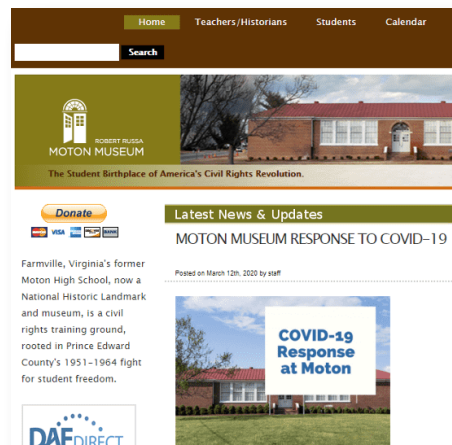 Home Teachers/Historians Students Calendar
Search
ROBERT RUSSA
MOTON MUSEUM
The Student Birthplace of America's Civil Rights Revolution.
Donate
VISA BANK
Latest News & Updates
MOTON MUSEUM RESPONSE TO COVID-19
Posted on March 12th, 2020 by staff
Farmville, Virginia's former
Moton High School, now a
National Historic Landmark
and museum, is a civil
rights training ground,
rooted in Prince Edward
County's 1951-1964 fight
for student freedom.
COVID-19
Response
at Moton
DAF DIRECT